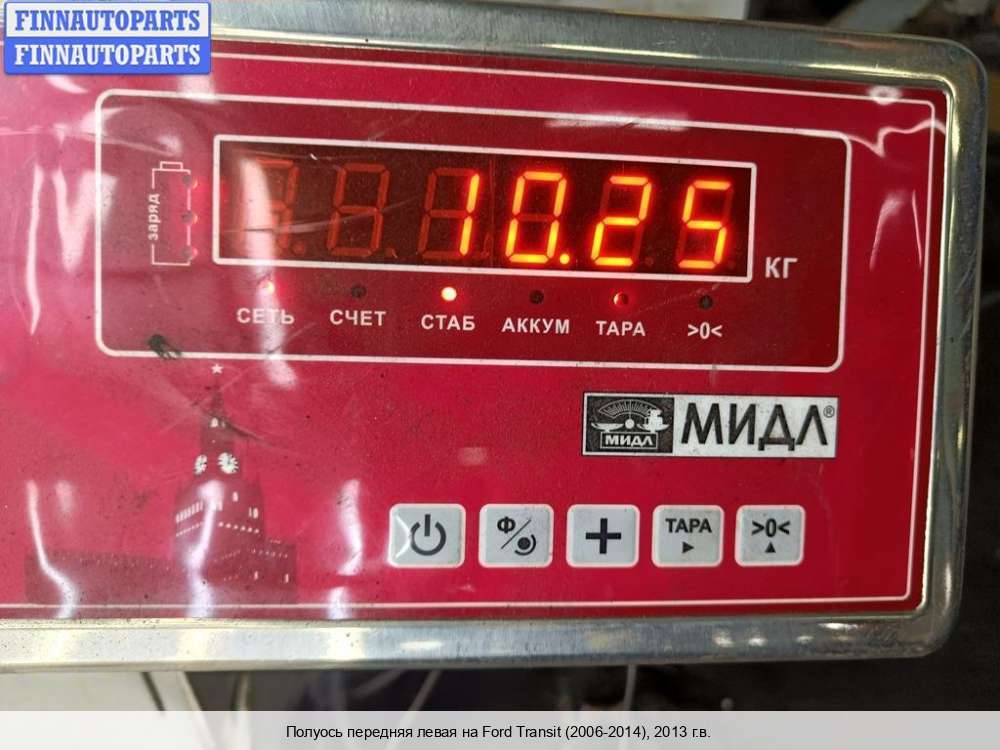 FINNAUTOPARTS
FINNAUTOPARTS
заряд
10.25
КГ
СЕТЬ СЧЕТ СТАБ АККУМ ТАРА >0<
МИДЛ МИДЛ®
Ф ТАРА >0<
Полуось передняя левая на Ford Transit (2006-2014), 2013 г.в.